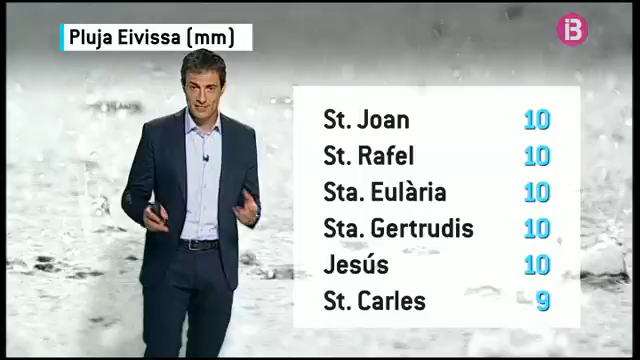 Pluja Eivissa (mm)
iB
St. Joan 10
St. Rafel 10
Sta. Eulària 10
Sta. Gertrudis 10
Jesús 10
St. Carles 9